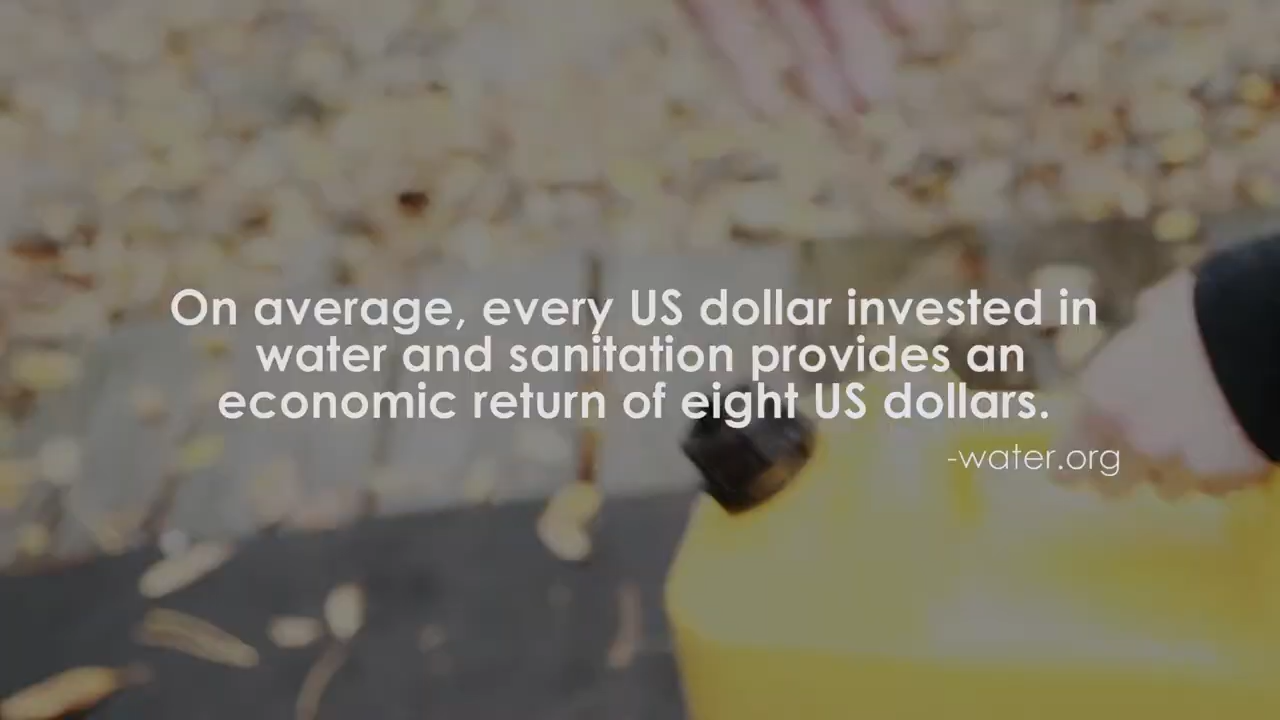 On average, every US dollar invested in
water and sanitation provides an
economic return of eight US dollars.
-water.org